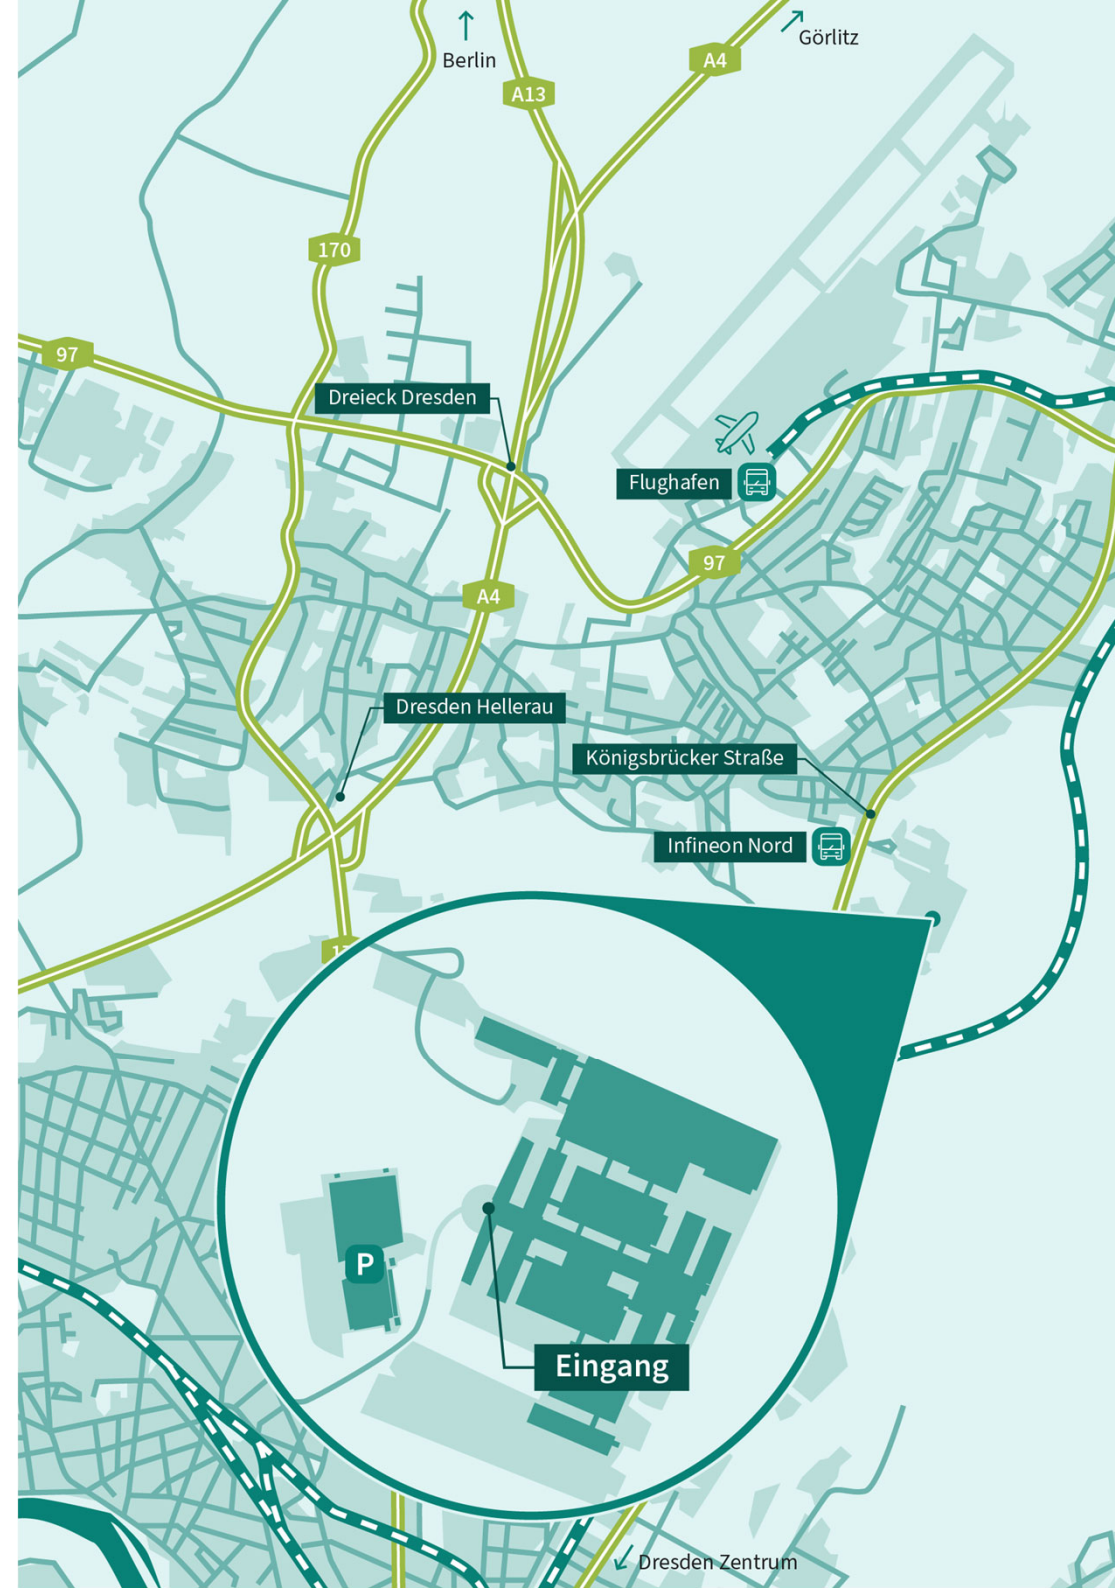 Berlin
Görlitz
A4
A13
170
97
Dreieck Dresden
Flughafen
97
A4
Dresden Hellerau
Königsbrücker Straße
Infineon Nord
P
Eingang
Dresden Zentrum